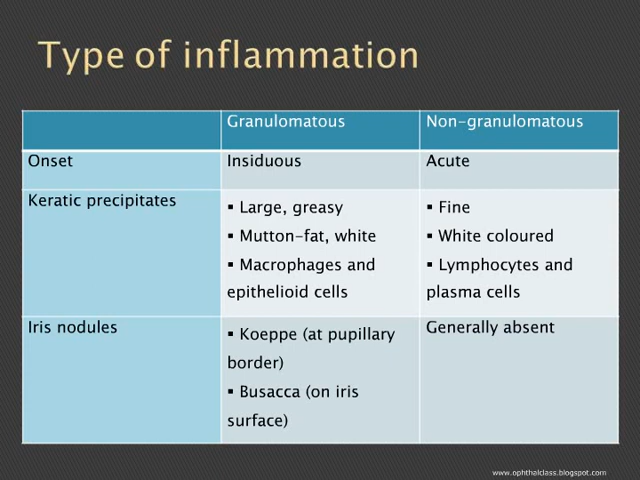 Type of inflammation
Granulomatous
Non-granulomatous
Onset
Insiduous
Acute
Keratic precipitates
▪ Large, greasy
▪ Mutton-fat, white
▪ Macrophages and
epithelioid cells
▪ Fine
▪ White coloured
▪ Lymphocytes and
plasma cells
Iris nodules
▪ Koeppe (at pupillary
border)
▪ Busacca (on iris
surface)
Generally absent
www.ophthalclass.blogspot.com